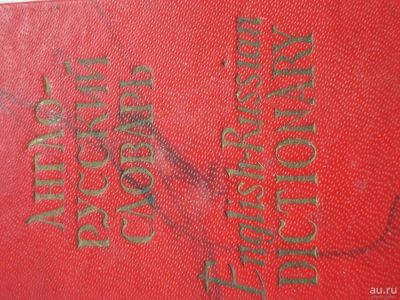 АНГЛО-
РУССКИЙ
СЛОВАРЬ
English-Russian
DICTIONARY
au.ru